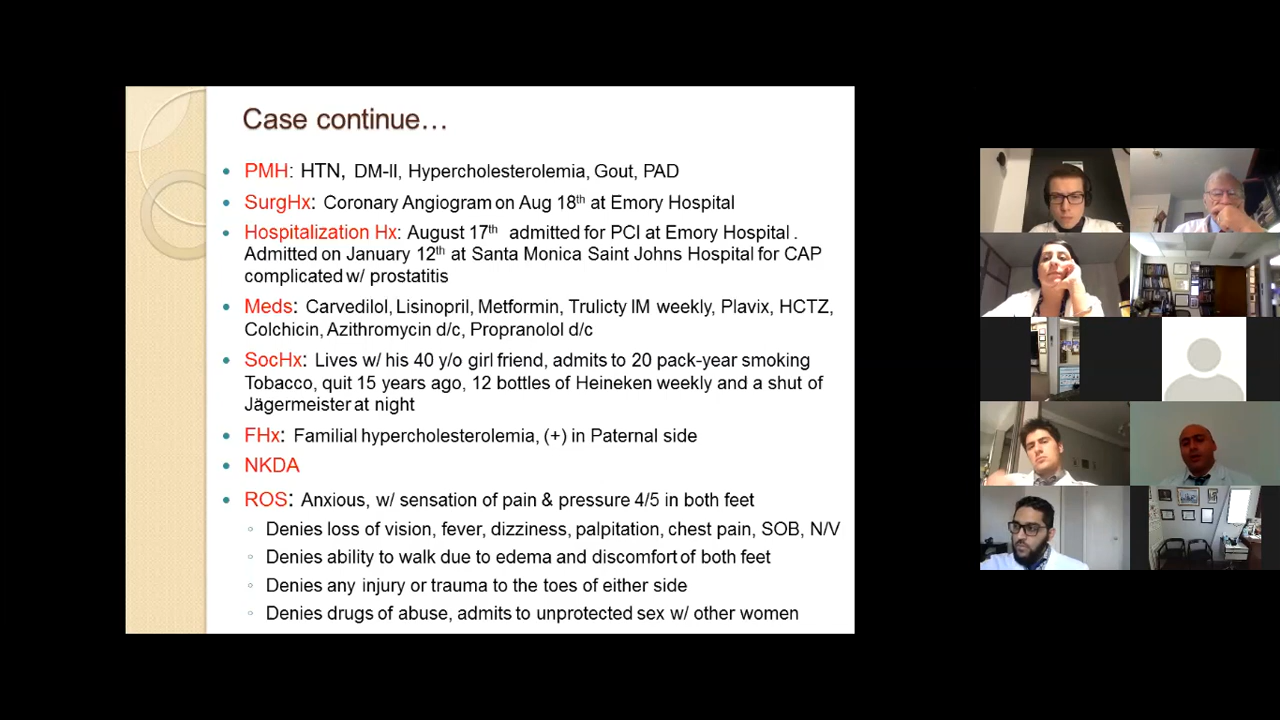 Case continue…
PMH: HTN, DM-II, Hypercholesterolemia, Gout, PAD
SurgHx: Coronary Angiogram on Aug 18th at Emory Hospital
Hospitalization Hx: August 17th admitted for PCI at Emory Hospital .
Admitted on January 12th at Santa Monica Saint Johns Hospital for CAP
complicated w/ prostatitis
Meds: Carvedilol, Lisinopril, Metformin, Trulicty IM weekly, Plavix, HCTZ,
Colchicin, Azithromycin d/c, Propranolol d/c
SocHx: Lives w/ his 40 y/o girl friend, admits to 20 pack-year smoking
Tobacco, quit 15 years ago, 12 bottles of Heineken weekly and a shut of
Jägermeister at night
FHx: Familial hypercholesterolemia, (+) in Paternal side
NKDA
ROS: Anxious, w/ sensation of pain & pressure 4/5 in both feet
Denies loss of vision, fever, dizziness, palpitation, chest pain, SOB, N/V
Denies ability to walk due to edema and discomfort of both feet
Denies any injury or trauma to the toes of either side
Denies drugs of abuse, admits to unprotected sex w/ other women